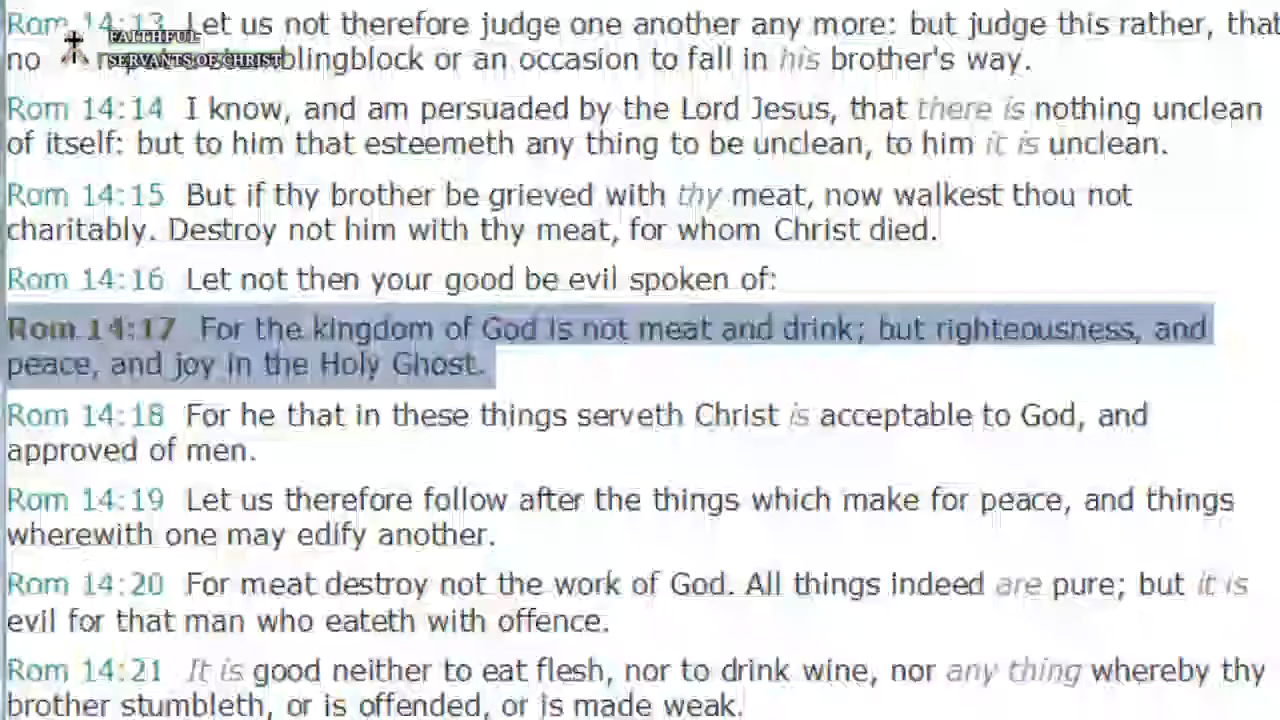 Rom 14:13 Let us not therefore judge one another any more: but judge this rather, that
no blingblock or an occasion to fall in his brother's way.
FAITHFUL
SERVANTS OF CHRIST
Rom 14:14 I know, and am persuaded by the Lord Jesus, that there is nothing unclean
of itself: but to him that esteemeth any thing to be unclean, to him it is unclean.
Rom 14:15 But if thy brother be grieved with thy meat, now walkest thou not
charitably. Destroy not him with thy meat, for whom Christ died.
Rom 14:16 Let not then your good be evil spoken of:
Rom 14:17 For the kingdom of God is not meat and drink; but righteousness, and
peace, and joy in the Holy Ghost.
Rom 14:18 For he that in these things serveth Christ is acceptable to God, and
approved of men.
Rom 14:19 Let us therefore follow after the things which make for peace, and things
wherewith one may edify another.
Rom 14:20 For meat destroy not the work of God. All things indeed are pure; but it is
evil for that man who eateth with offence.
Rom 14:21 It is good neither to eat flesh, nor to drink wine, nor any thing whereby thy
brother stumbleth, or is offended, or is made weak.